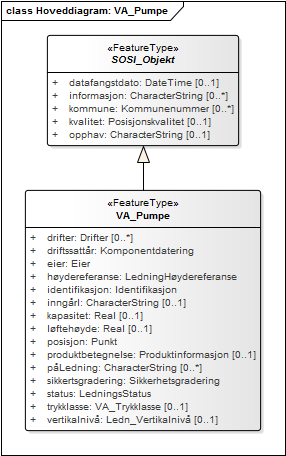 class Hoveddiagram: VA_Pumpe
«FeatureType»
SOSI_Objekt
+ datafangstdato: DateTime [0..1]
+ informasjon: CharacterString [0..*]
+ kommune: Kommunenummer [0..*]
+ kvalitet: Posisjonskvalitet [0..1]
+ opphav: CharacterString [0..1]
«FeatureType»
VA_Pumpe
+ drifter: Drifter [0..*]
+ driftssattår: Komponentdatering
+ eier: Eier
+ høydereferanse: LedningHøydereferanse
+ identifikasjon: Identifikasjon
+ inngårI: CharacterString [0..1]
+ kapasitet: Real [0..1]
+ løftehøyde: Real [0..1]
+ posisjon: Punkt
+ produktbetegnelse: Produktinformasjon [0..1]
+ påLedning: CharacterString [0..*]
+ sikkertsgradering: Sikkerhetsgradering
+ status: LedningsStatus
+ trykklasse: VA_Trykklasse [0..1]
+ vertikalnivå: Ledn_Vertikalnivå [0..1]